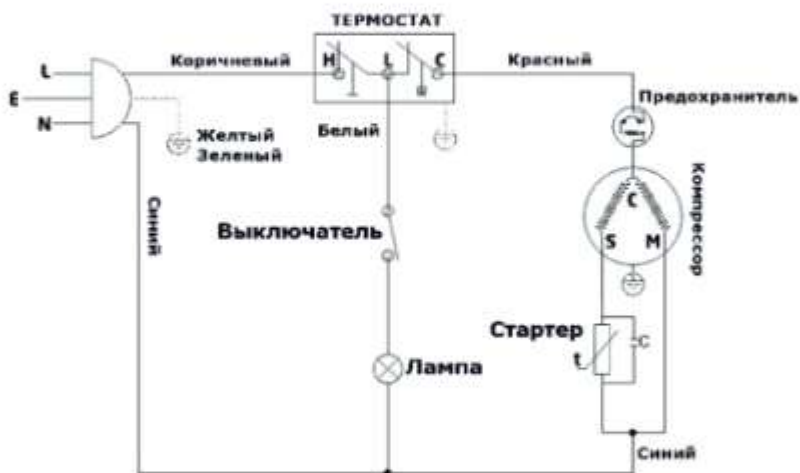 ТЕРМОСТАТ
L
Коричневый
H
L
C
Красный
E
N
Желтый
Зеленый
Белый
Предохранитель
Синий
Выключатель
C
S
M
Компрессор
Стартер
t
C
Лампа
Синий